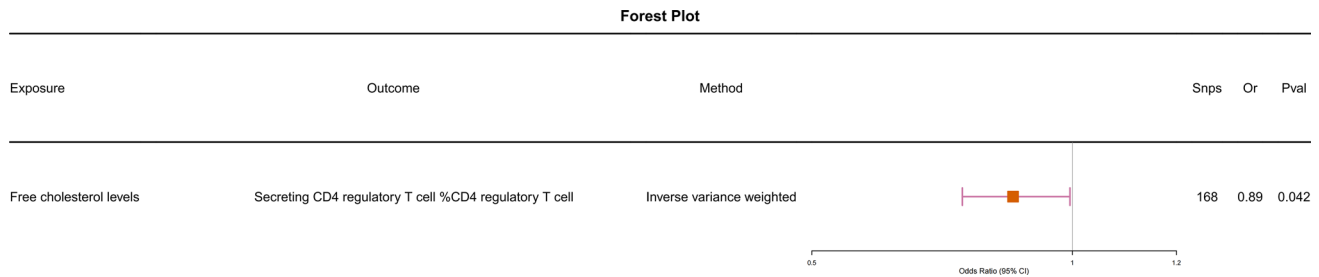 Forest Plot
Exposure Outcome Method Snps Or Pval
Free cholesterol levels Secreting CD4 regulatory T cell %CD4 regulatory T cell Inverse variance weighted 168 0.89 0.042
0.5 1 1.2
Odds Ratio (95% CI)